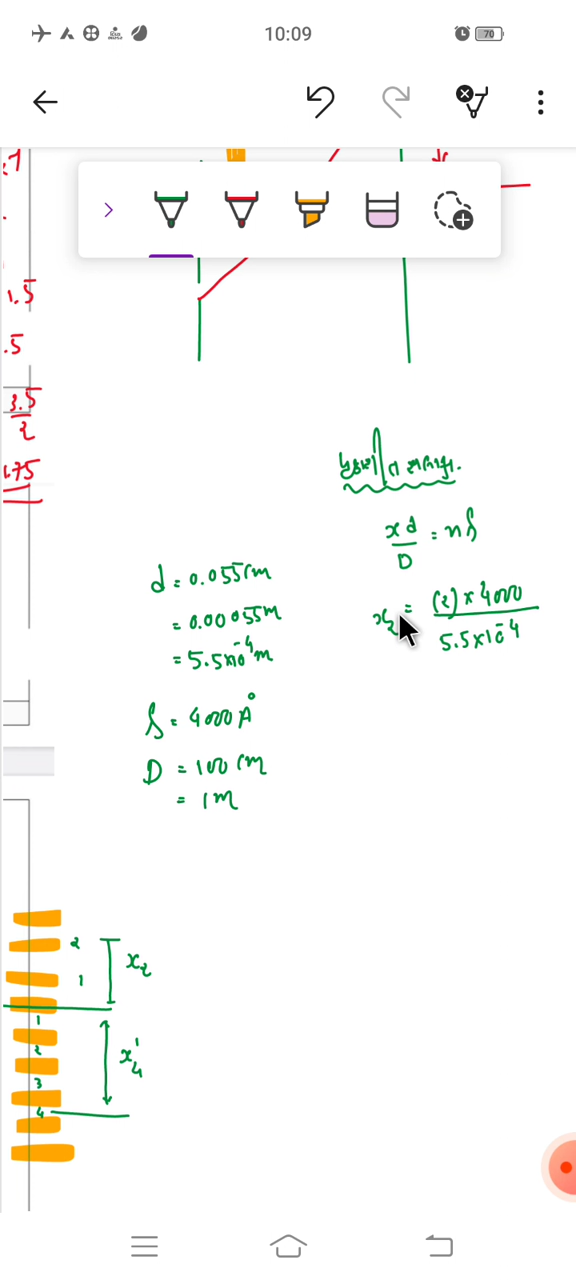 10:09
70
1.5
.5
3.5
2
1.75
xd
D = nλ
d = 0.055 cm
= 0.00055 m
= 5.5×10⁻⁴ m
x₂ = (2) × 4000
5.5×10⁻⁴
λ = 4000 Å
D = 100 cm
= 1 m
2
1
x₂
1
2
3
4
x'₄